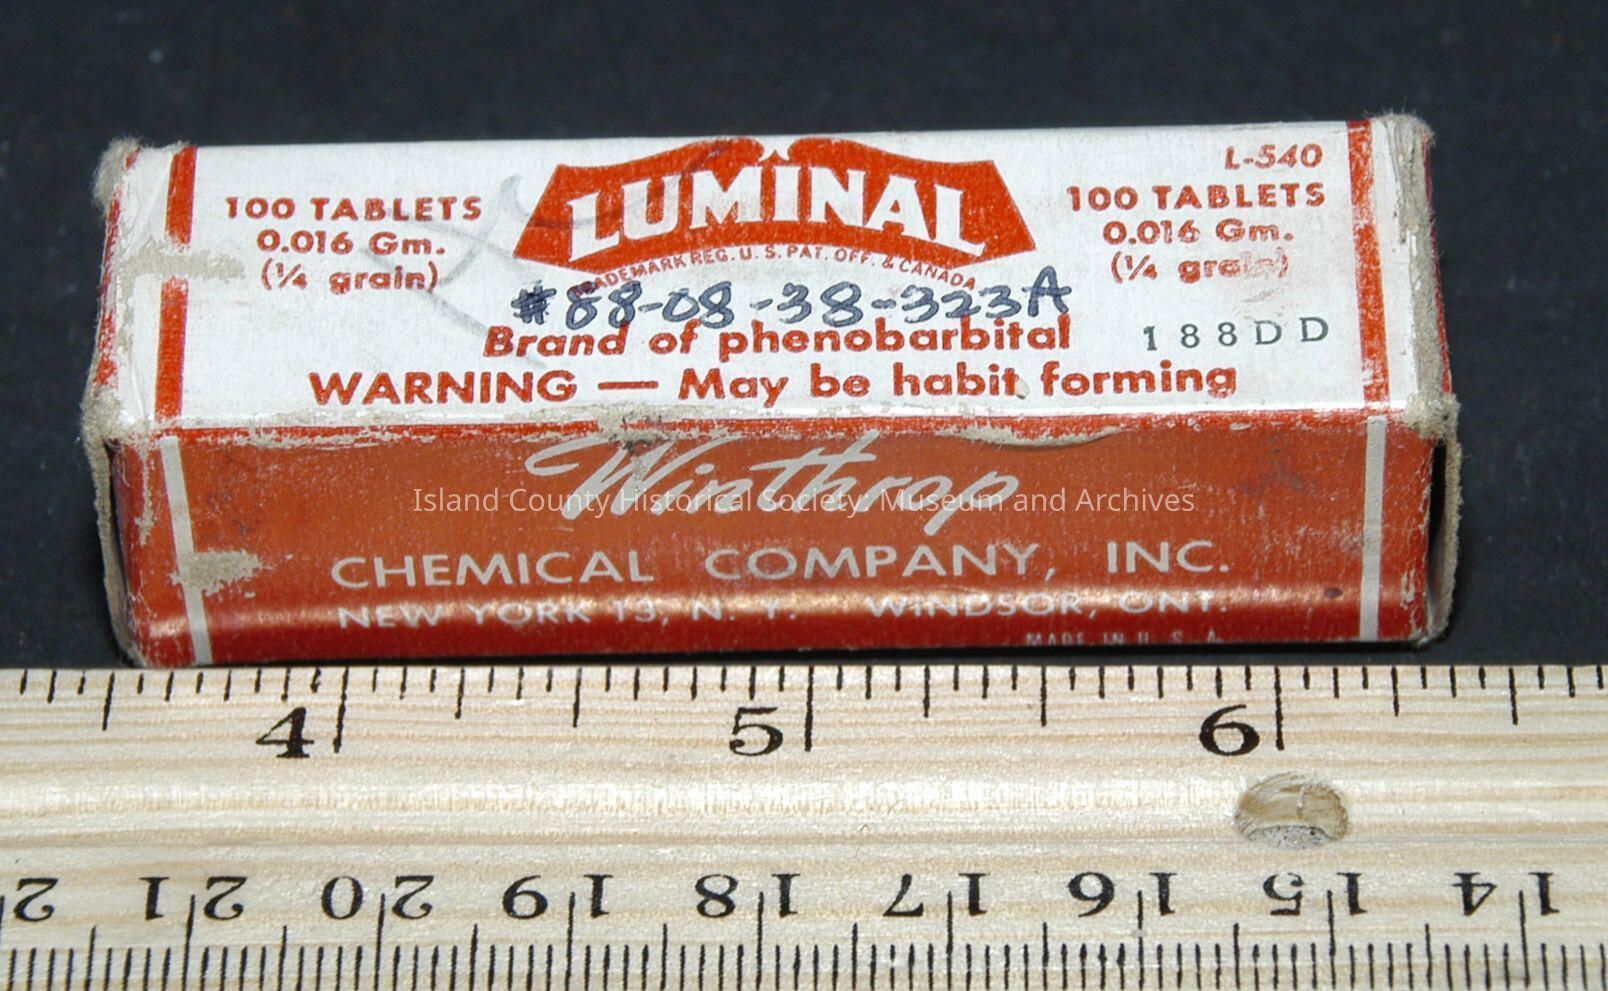 L-540
100 TABLETS
0.016 Gm.
(¼ grain)
LUMINAL
TRADEMARK REG. U. S. PAT. OFF. & CANADA
100 TABLETS
0.016 Gm.
(¼ grain)
#88-08-38-323A
Brand of phenobarbital
188DD
WARNING — May be habit forming
Winthrop
Island County Historical Society: Museum and Archives
CHEMICAL COMPANY, INC.
NEW YORK 13, N. Y. WINDSOR, ONT.
MADE IN U. S. A.
4 5 6
22 21 20 19 18 17 16 15 14